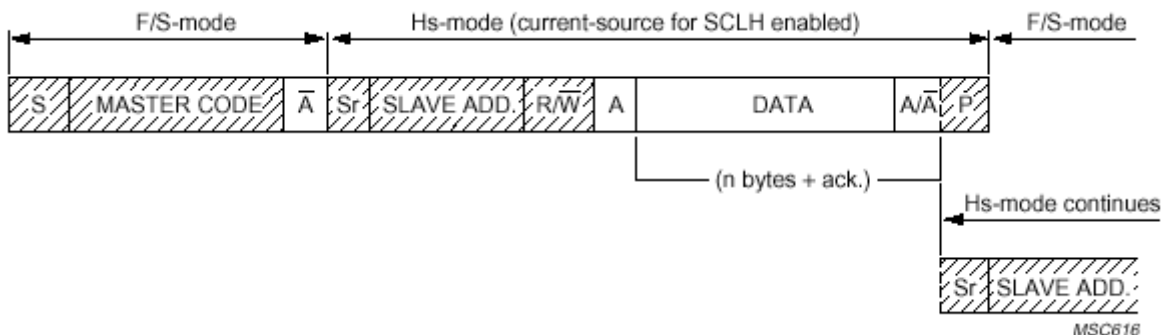 F/S-mode Hs-mode (current-source for SCLH enabled) F/S-mode
S MASTER CODE A̅ Sr SLAVE ADD. R/W̅ A DATA A/A̅ P
(n bytes + ack.)
Hs-mode continues
Sr SLAVE ADD.
MSC616